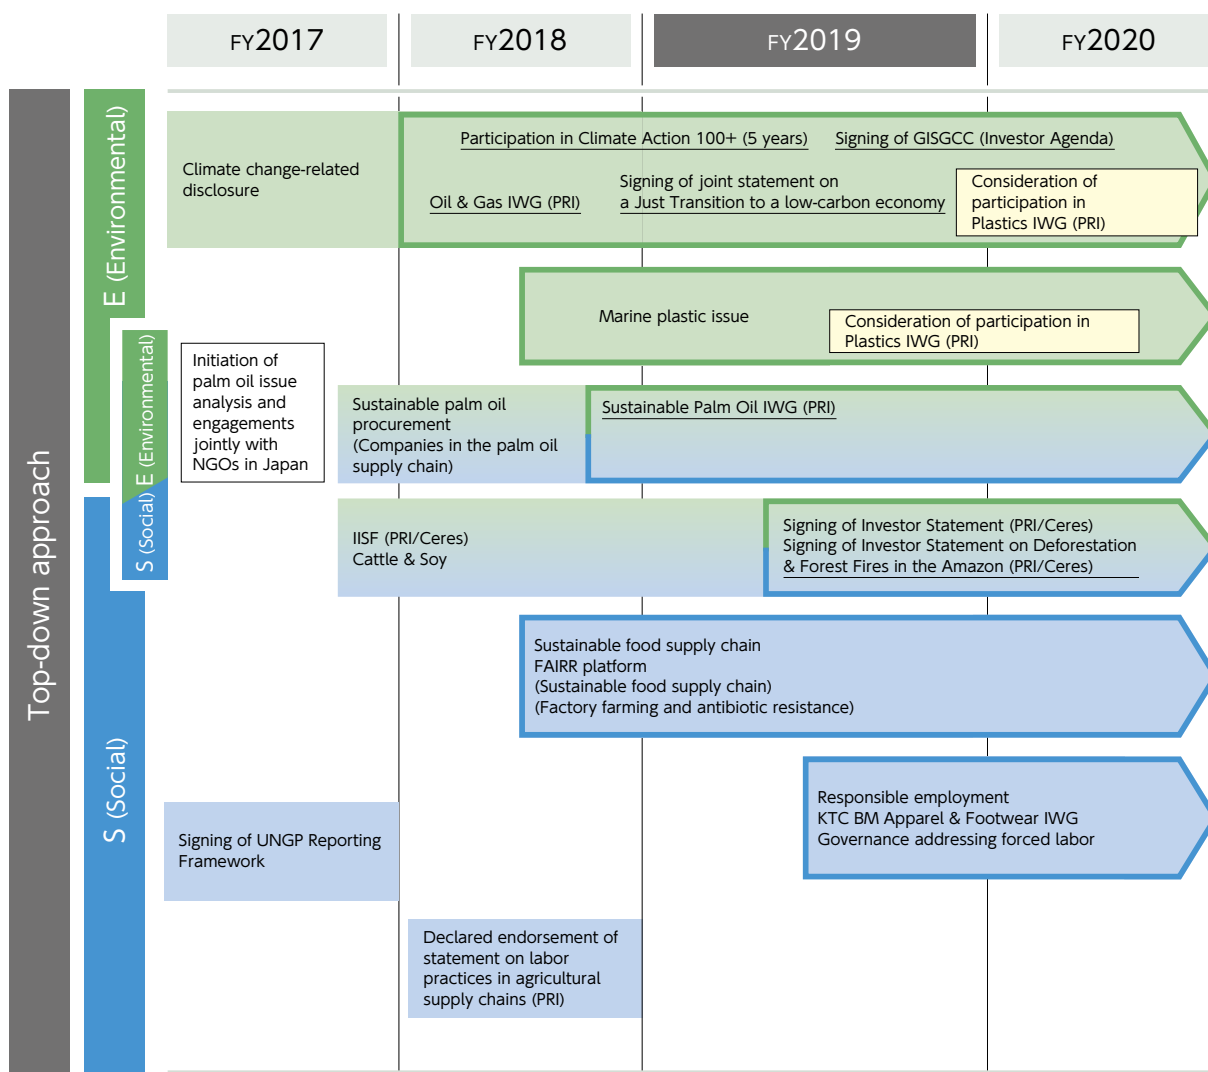 FY2017
FY2018
FY2019
FY2020
Top-down approach
E (Environmental)
S (Social) E (Environmental)
S (Social)
Climate change-related
disclosure
Participation in Climate Action 100+ (5 years)
Signing of GISGCC (Investor Agenda)
Oil & Gas IWG (PRI)
Signing of joint statement on
a Just Transition to a low-carbon economy
Consideration of
participation in
Plastics IWG (PRI)
Marine plastic issue
Consideration of participation in
Plastics IWG (PRI)
Initiation of
palm oil issue
analysis and
engagements
jointly with
NGOs in Japan
Sustainable palm oil
procurement
(Companies in the palm oil
supply chain)
Sustainable Palm Oil IWG (PRI)
IISF (PRI/Ceres)
Cattle & Soy
Signing of Investor Statement (PRI/Ceres)
Signing of Investor Statement on Deforestation
& Forest Fires in the Amazon (PRI/Ceres)
Sustainable food supply chain
FAIRR platform
(Sustainable food supply chain)
(Factory farming and antibiotic resistance)
Responsible employment
KTC BM Apparel & Footwear IWG
Governance addressing forced labor
Signing of UNGP Reporting
Framework
Declared endorsement of
statement on labor
practices in agricultural
supply chains (PRI)